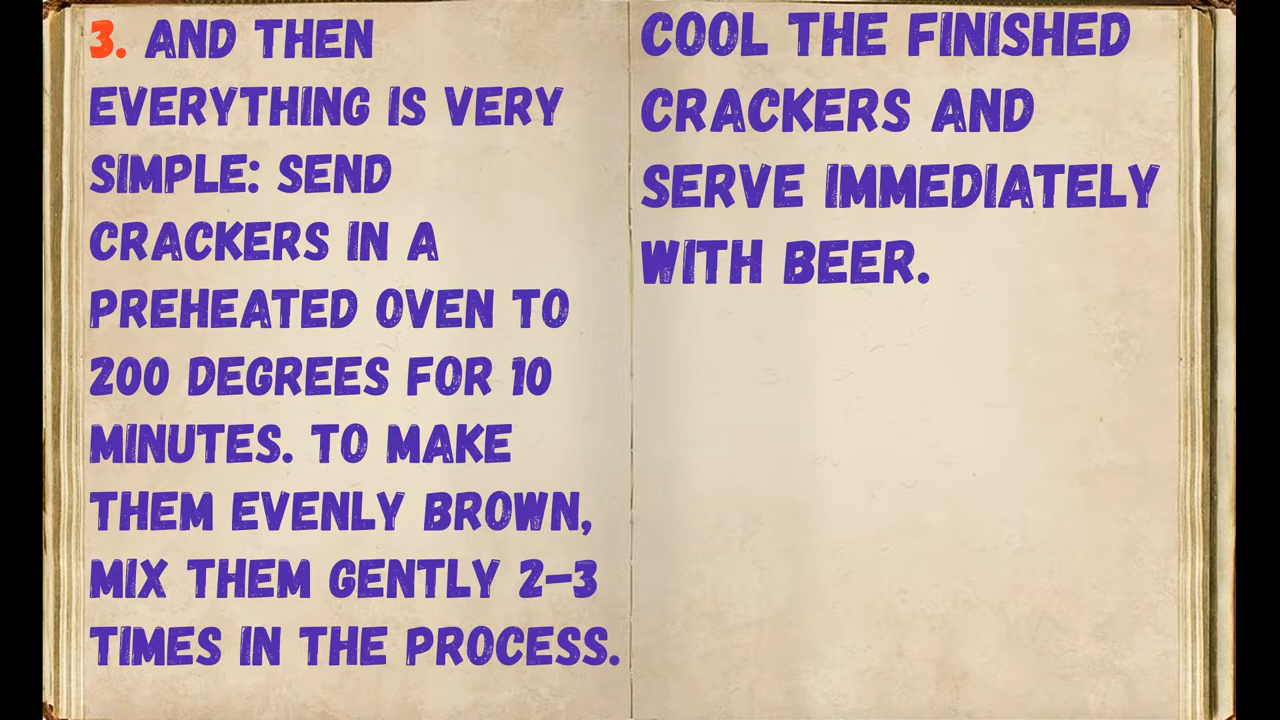 3. AND THEN
EVERYTHING IS VERY
SIMPLE: SEND
CRACKERS IN A
PREHEATED OVEN TO
200 DEGREES FOR 10
MINUTES. TO MAKE
THEM EVENLY BROWN,
MIX THEM GENTLY 2–3
TIMES IN THE PROCESS.
COOL THE FINISHED
CRACKERS AND
SERVE IMMEDIATELY
WITH BEER.